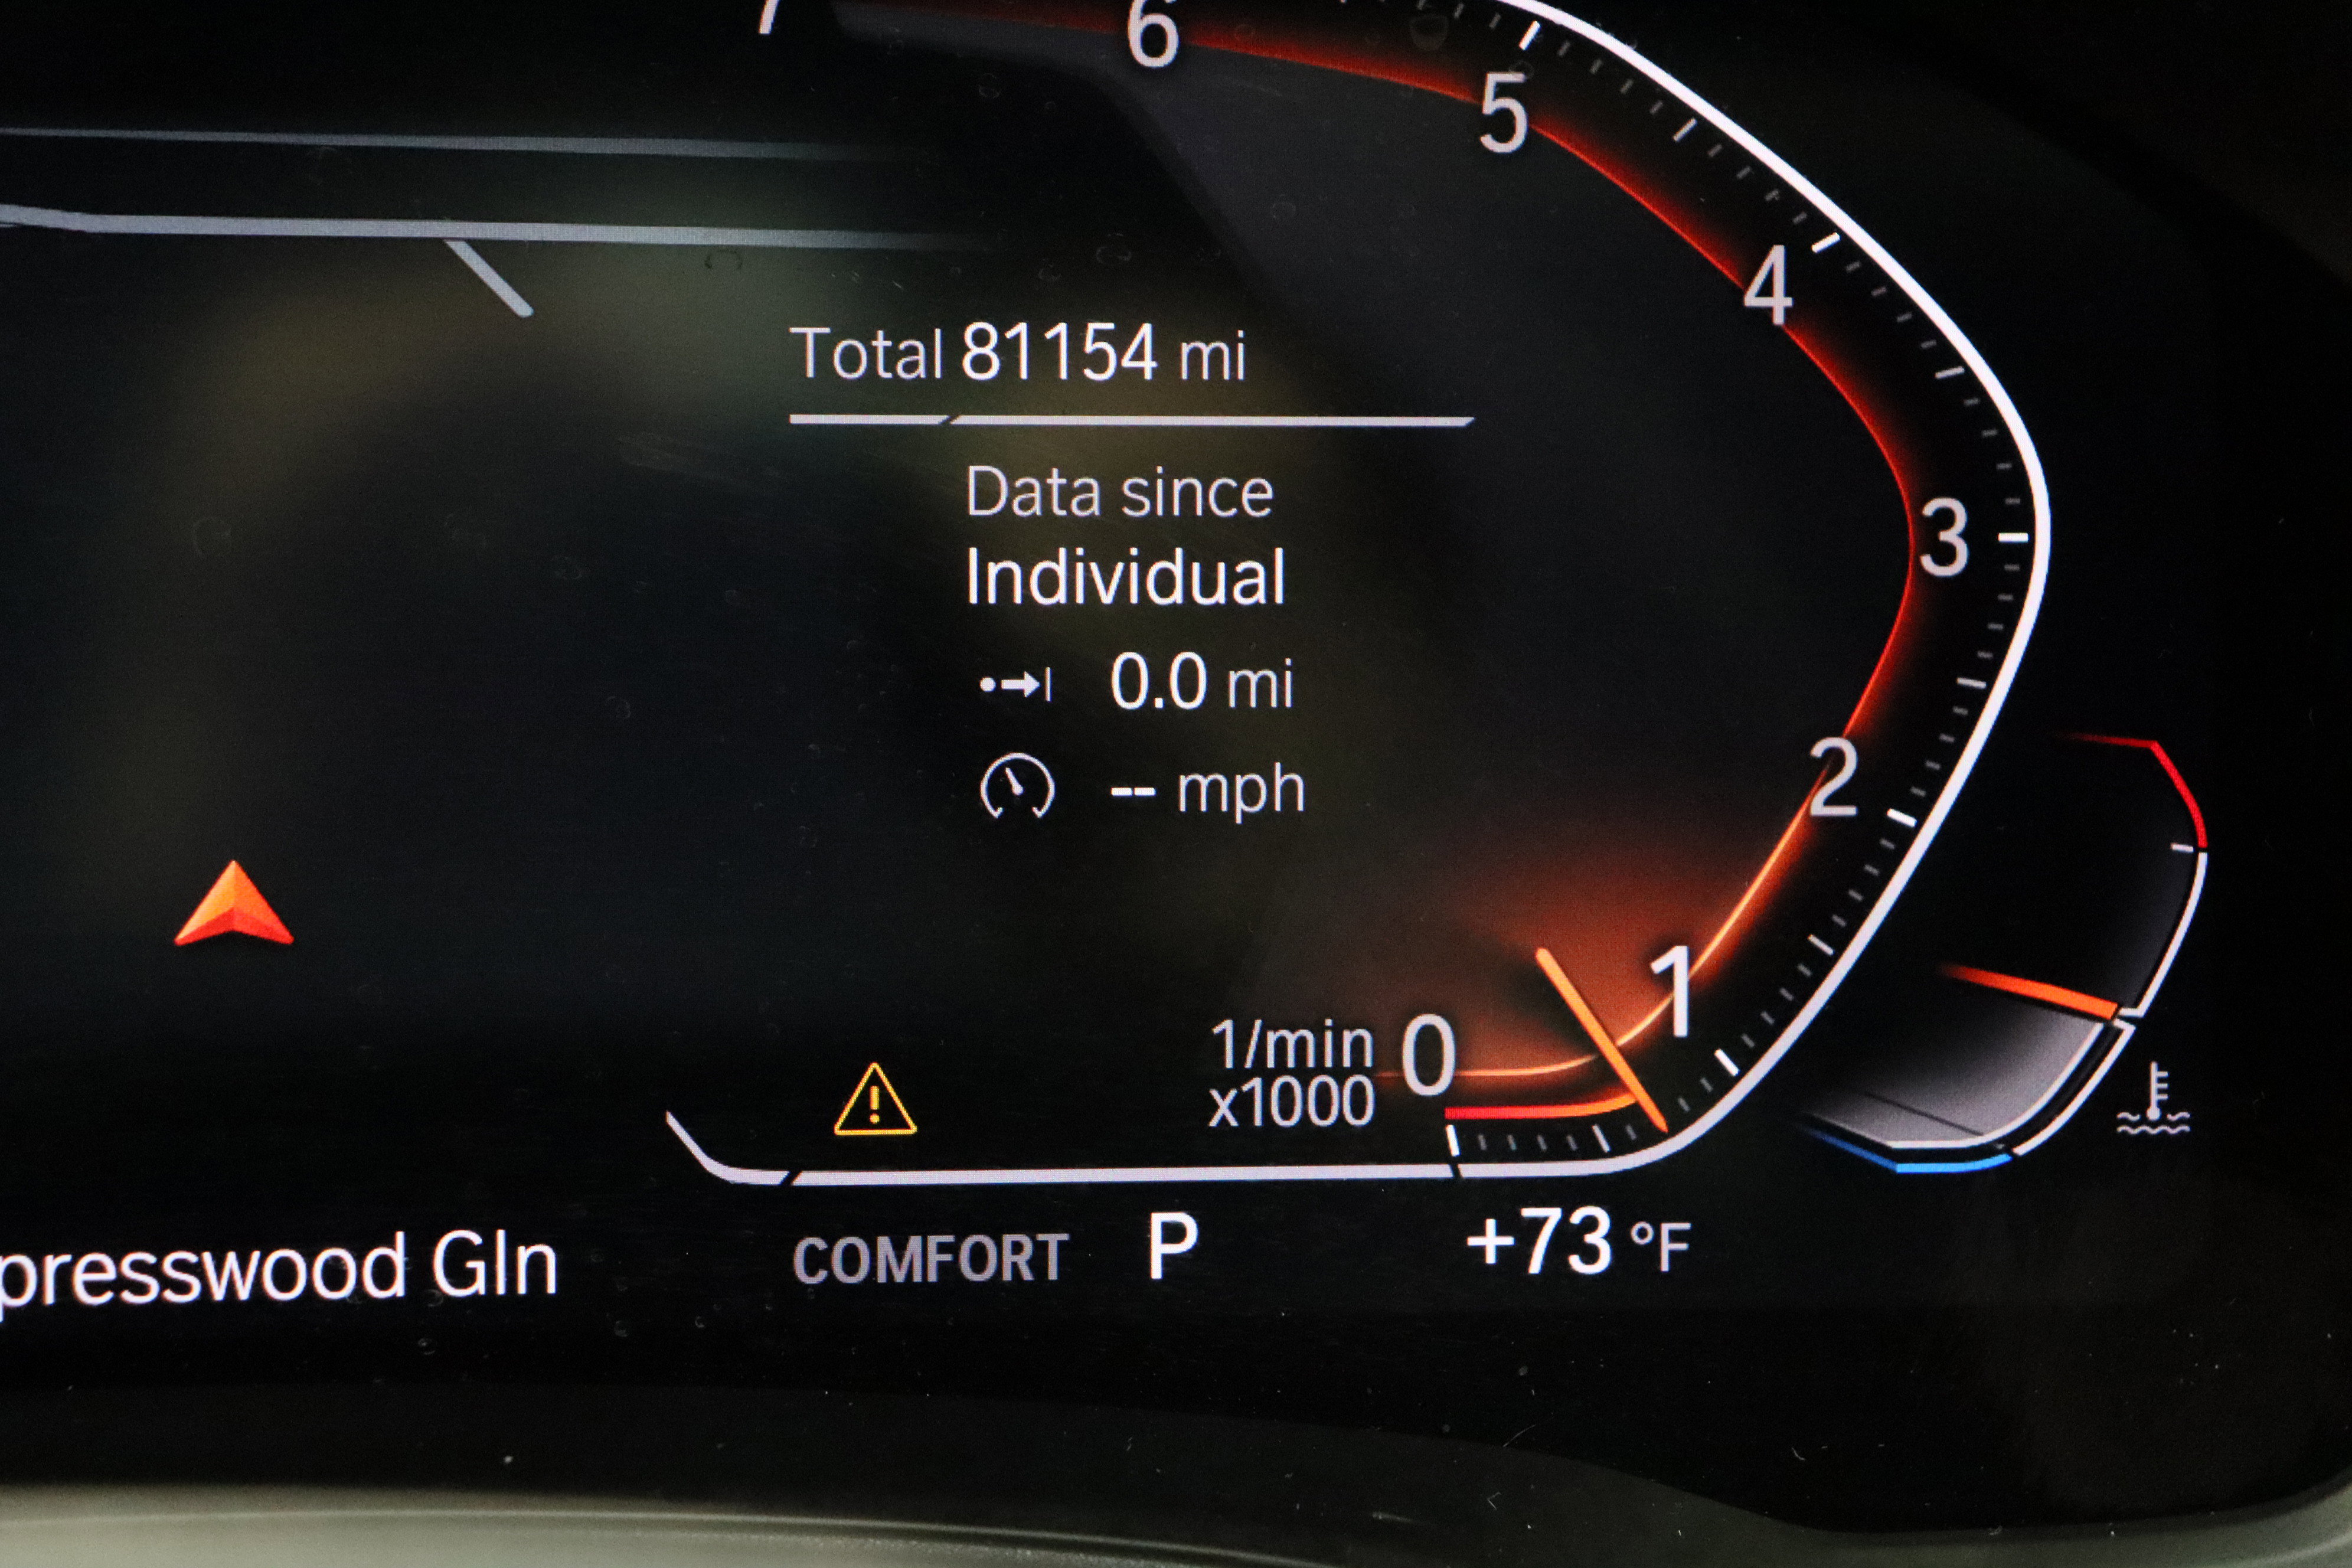 7
6
5
4
3
2
1
0
Total 81154 mi
Data since
Individual
0.0 mi
-- mph
1/min
x1000
presswood Gln
COMFORT P +73 °F